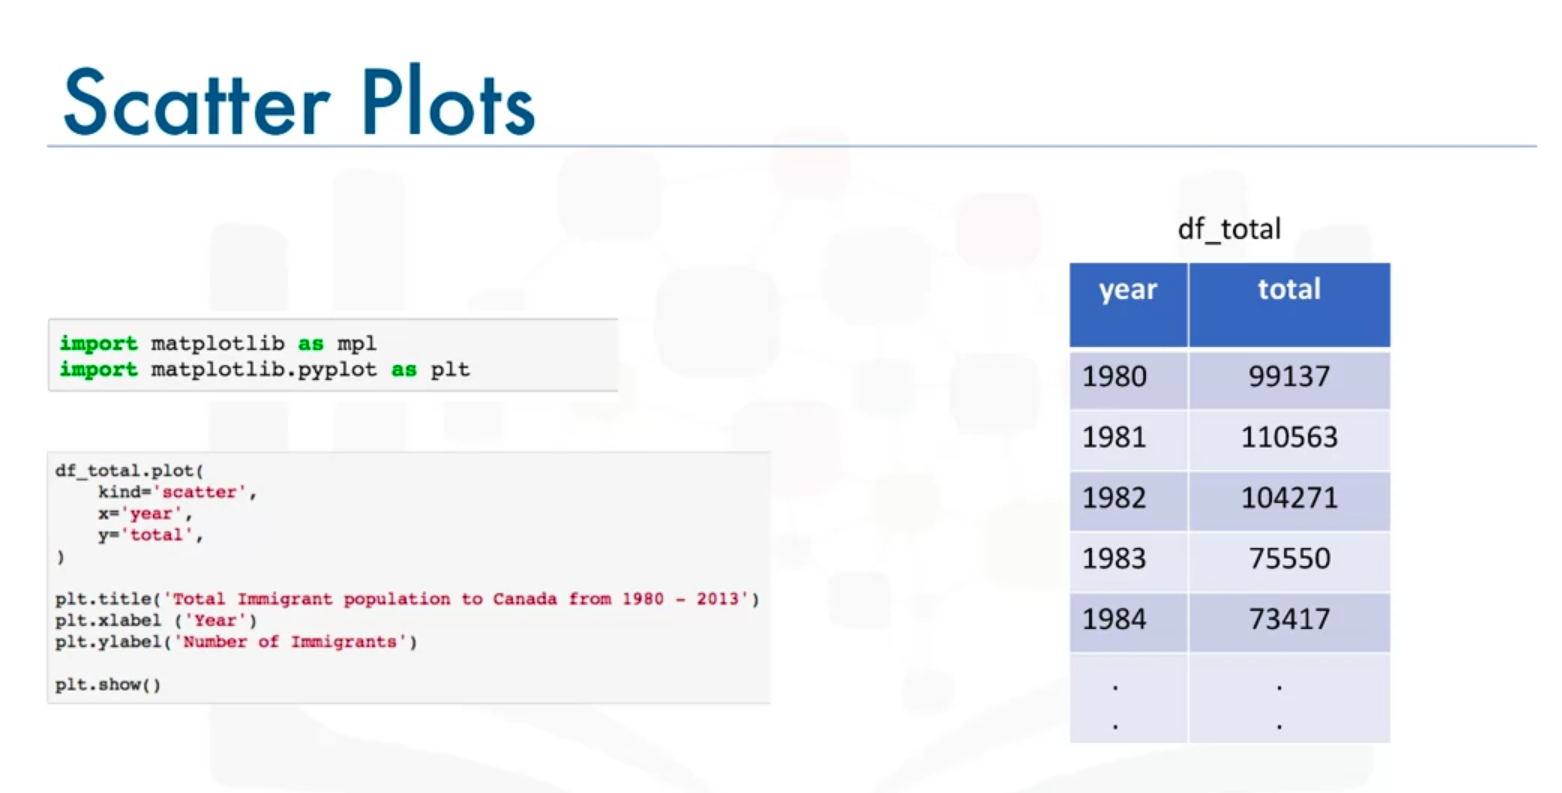 Scatter Plots
import matplotlib as mpl
import matplotlib.pyplot as plt
df_total.plot(
    kind='scatter',
    x='year',
    y='total',
)
plt.title('Total Immigrant population to Canada from 1980 - 2013')
plt.xlabel ('Year')
plt.ylabel('Number of Immigrants')
plt.show()
df_total
year total
1980 99137
1981 110563
1982 104271
1983 75550
1984 73417
. .
. .